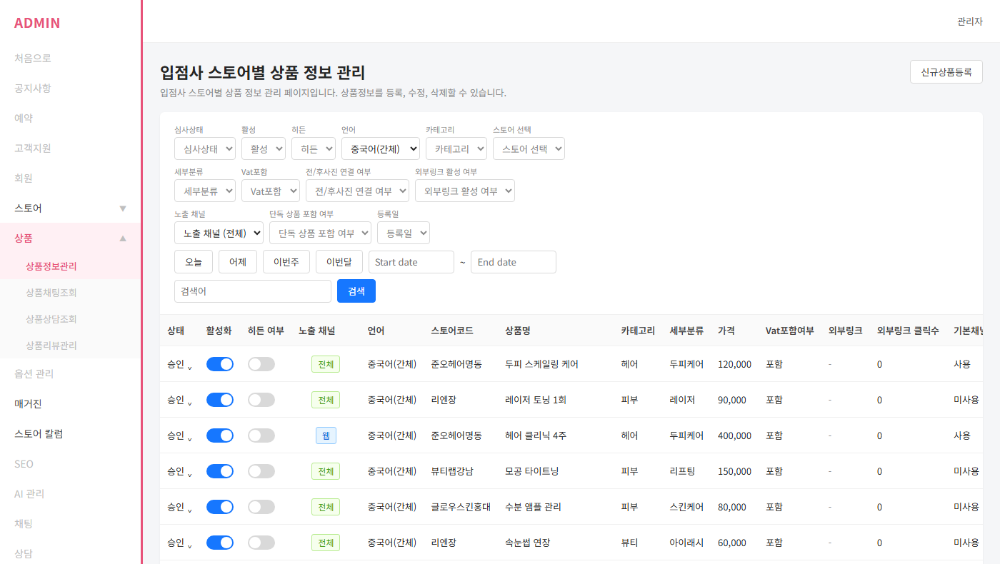 ADMIN
관리자
처음으로
공지사항
예약
고객지원
회원
스토어 ▼
상품 ▲
상품정보관리
상품채팅조회
상품상담조회
상품리뷰관리
옵션 관리
매거진
스토어 칼럼
SEO
AI 관리
채팅
상담
입점사 스토어별 상품 정보 관리
신규상품등록
입점사 스토어별 상품 정보 관리 페이지입니다. 상품정보를 등록, 수정, 삭제할 수 있습니다.
심사상태 활성 히든 언어 카테고리 스토어 선택
심사상태 활성 히든 중국어(간체) 카테고리 스토어 선택
세부분류 Vat포함 전/후사진 연결 여부 외부링크 활성 여부
세부분류 Vat포함 전/후사진 연결 여부 외부링크 활성 여부
노출 채널 단독 상품 포함 여부 등록일
노출 채널 (전체) 단독 상품 포함 여부 등록일
오늘 어제 이번주 이번달 Start date ~ End date
검색어 검색
상태 활성화 히든 여부 노출 채널 언어 스토어코드 상품명 카테고리 세부분류 가격 Vat포함여부 외부링크 외부링크 클릭수 기본채널
승인 전체 중국어(간체) 준오헤어명동 두피 스케일링 케어 헤어 두피케어 120,000 포함 - 0 사용
승인 전체 중국어(간체) 리엔장 레이저 토닝 1회 피부 레이저 90,000 포함 - 0 미사용
승인 웹 중국어(간체) 준오헤어명동 헤어 클리닉 4주 헤어 두피케어 400,000 포함 - 0 사용
승인 전체 중국어(간체) 뷰티랩강남 모공 타이트닝 피부 리프팅 150,000 포함 - 0 미사용
승인 전체 중국어(간체) 글로우스킨홍대 수분 앰플 관리 피부 스킨케어 80,000 포함 - 0 미사용
승인 전체 중국어(간체) 리엔장 속눈썹 연장 뷰티 아이래시 60,000 포함 - 0 미사용